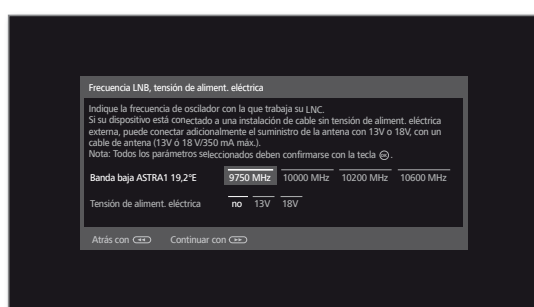 Frecuencia LNB, tensión de aliment. eléctrica
Indique la frecuencia de oscilador con la que trabaja su LNC.
Si su dispositivo está conectado a una instalación de cable sin tensión de aliment. eléctrica
externa, puede conectar adicionalmente el suministro de la antena con 13V o 18V, con un
cable de antena (13V ó 18 V/350 mA máx.).
Nota: Todos los parámetros seleccionados deben confirmarse con la tecla OK.
Banda baja ASTRA1 19,2°E 9750 MHz 10000 MHz 10200 MHz 10600 MHz
Tensión de aliment. eléctrica no 13V 18V
Atrás con Continuar con